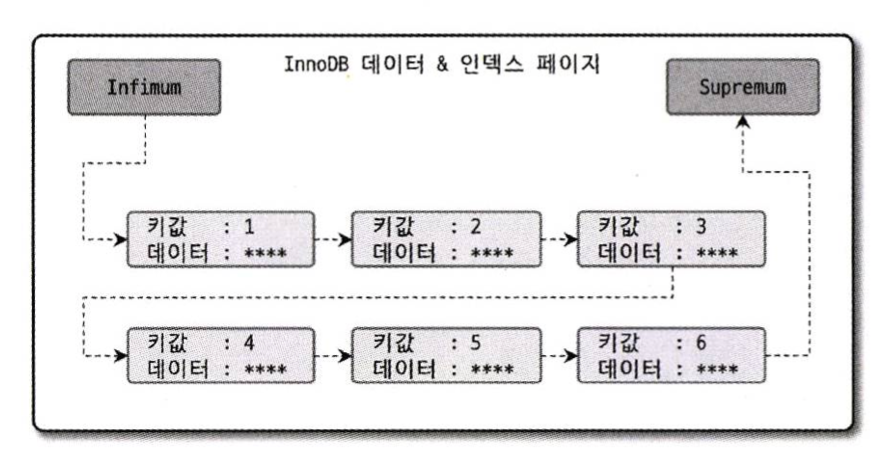 InnoDB 데이터 & 인덱스 페이지
Infimum
Supremum
키값 : 1
데이터 : ****
키값 : 2
데이터 : ****
키값 : 3
데이터 : ****
키값 : 4
데이터 : ****
키값 : 5
데이터 : ****
키값 : 6
데이터 : ****